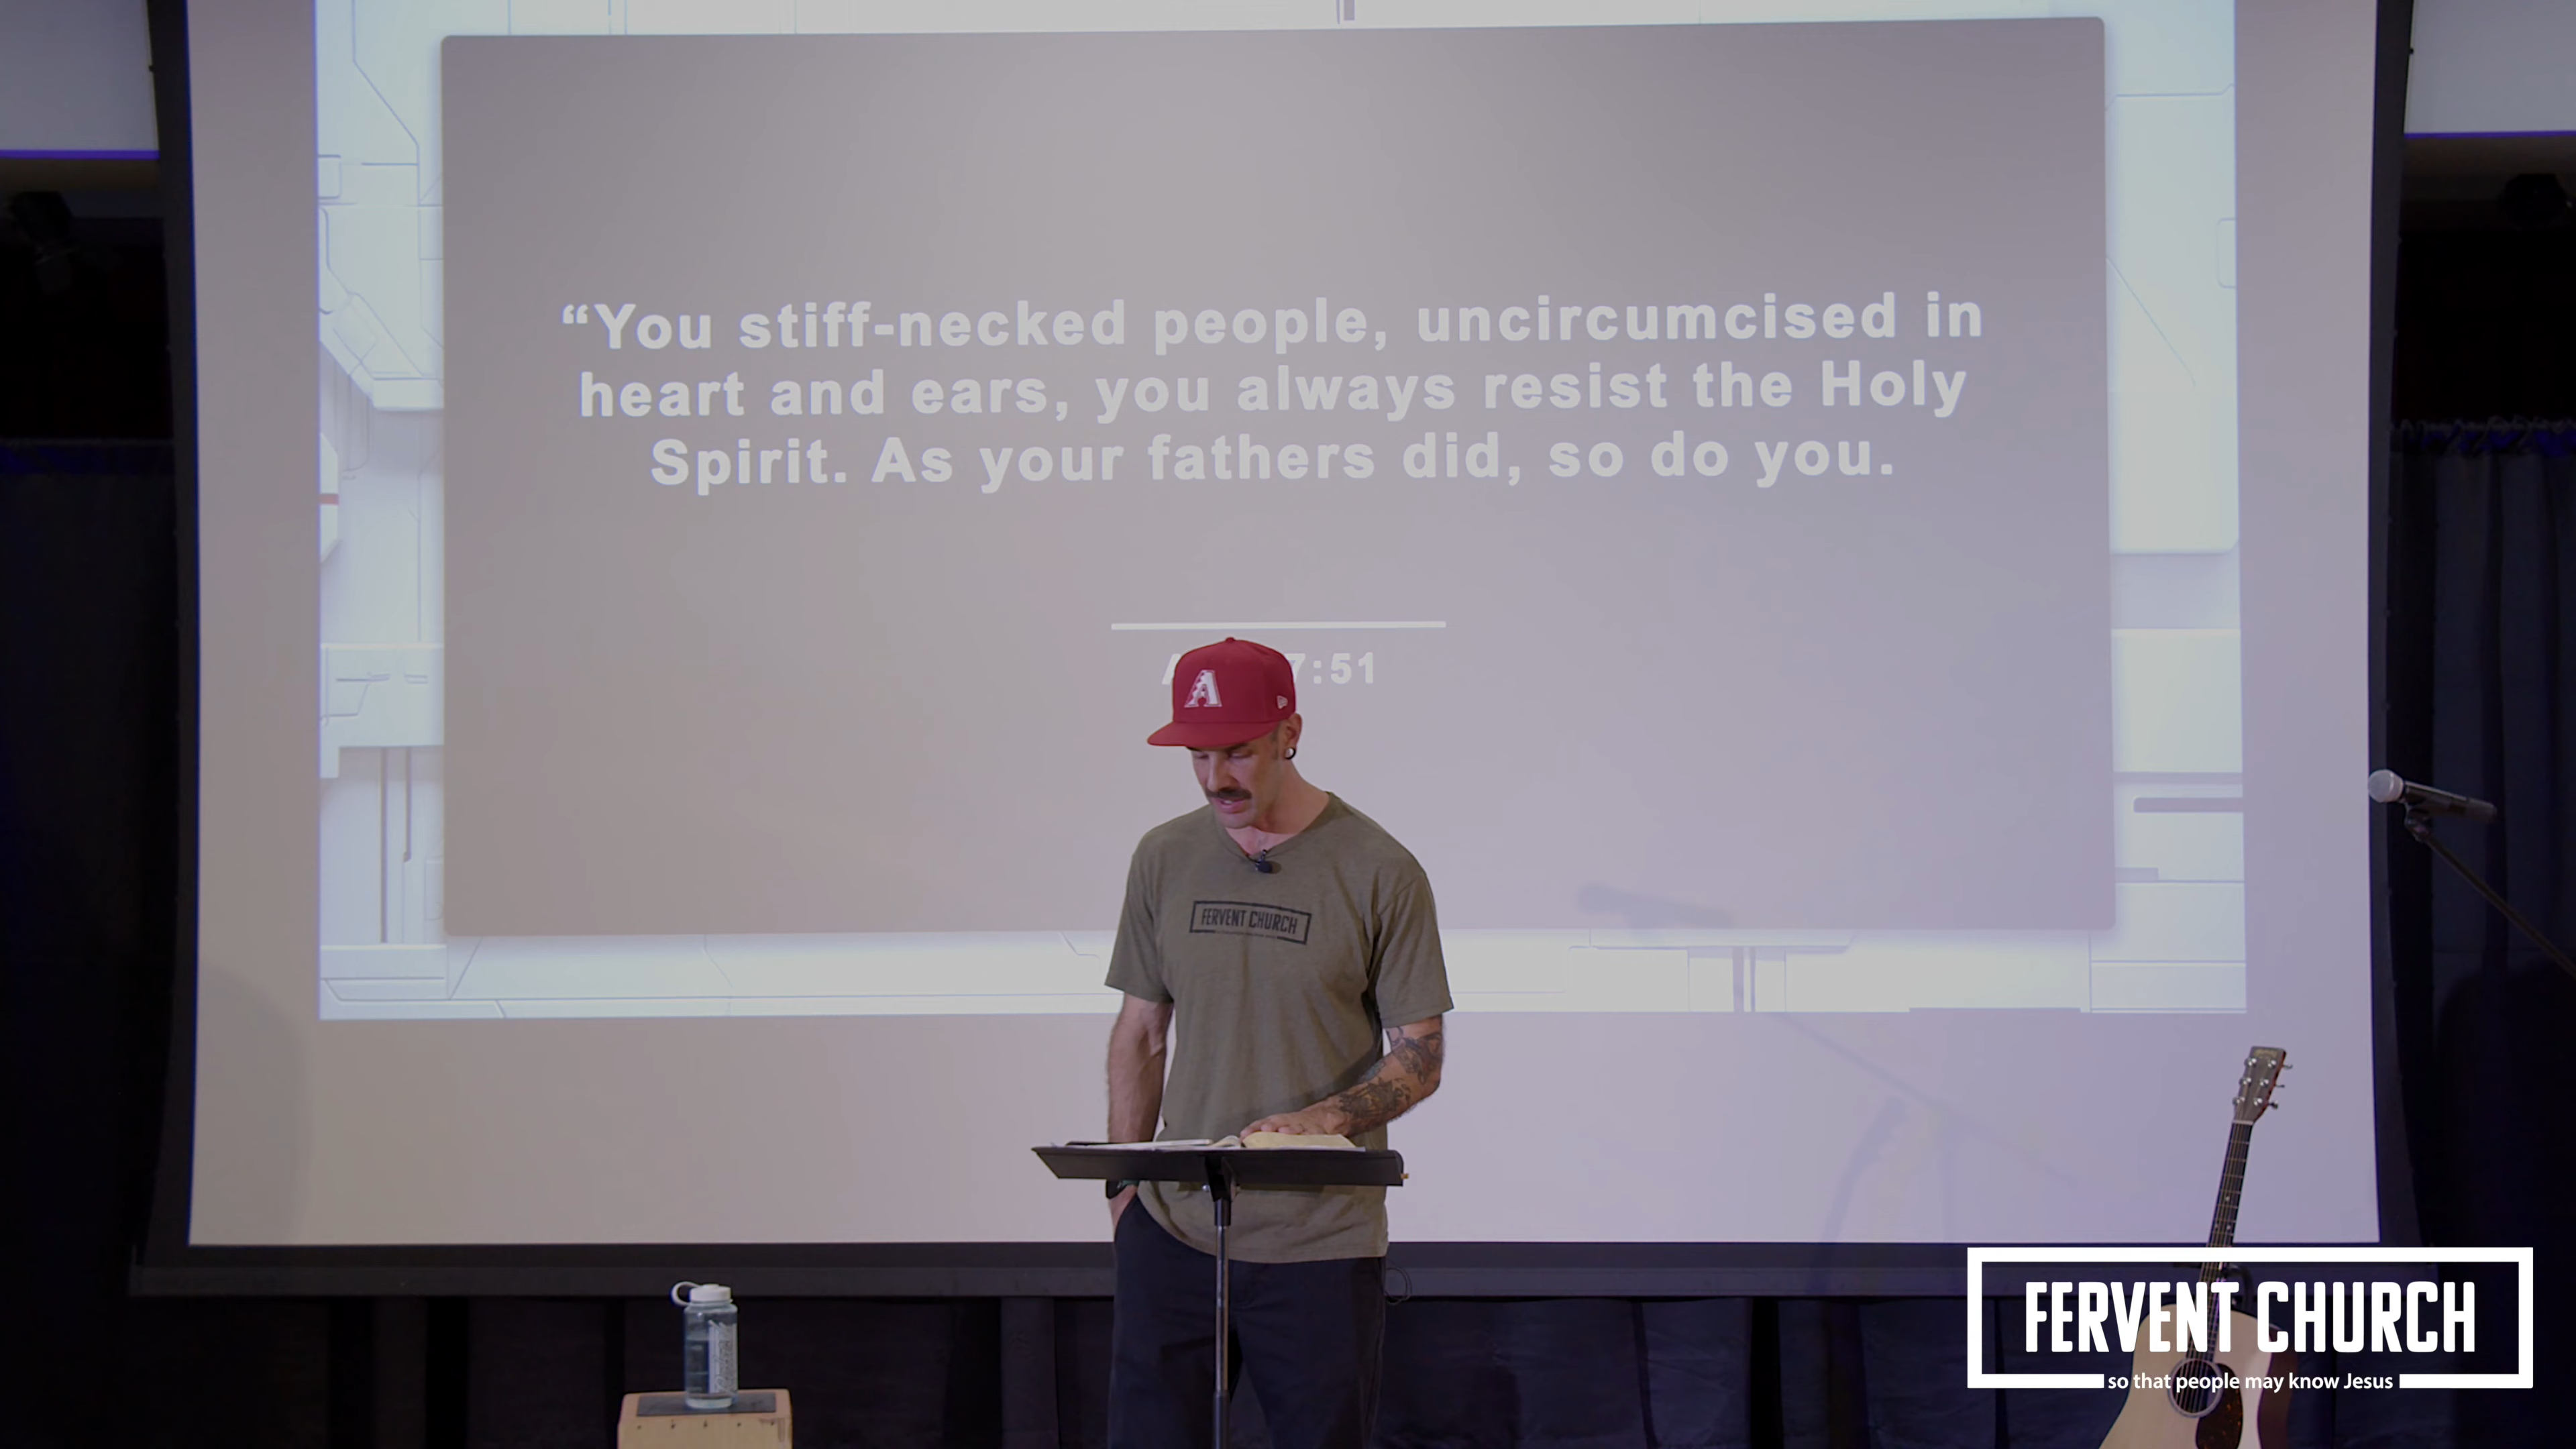 “You stiff-necked people, uncircumcised in
heart and ears, you always resist the Holy
Spirit. As your fathers did, so do you.
7:51
A
FERVENT CHURCH
FERVENT CHURCH
so that people may know Jesus